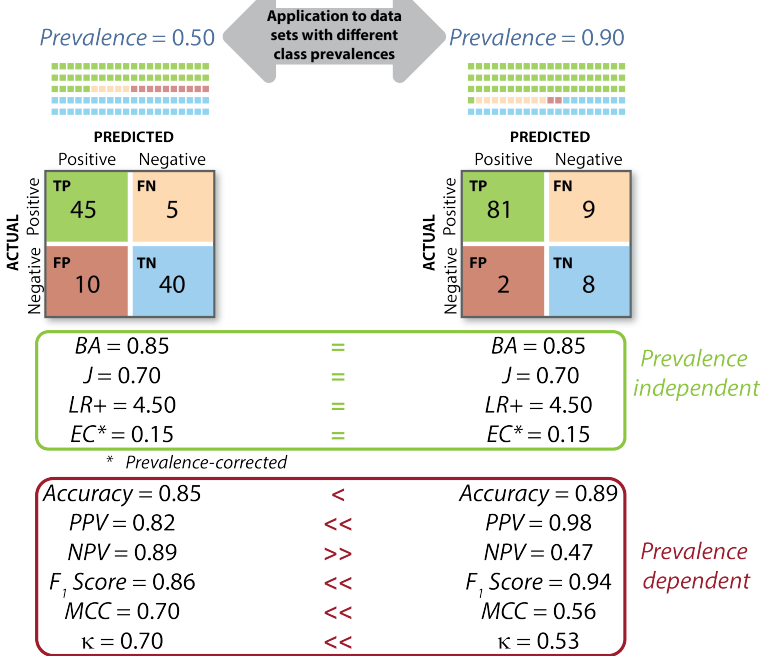 Application to data
sets with different
class prevalences
Prevalence = 0.50
Prevalence = 0.90
PREDICTED
Positive Negative
ACTUAL
Positive
Negative
TP
45
FN
5
FP
10
TN
40
PREDICTED
Positive Negative
ACTUAL
Positive
Negative
TP
81
FN
9
FP
2
TN
8
BA = 0.85 = BA = 0.85
J = 0.70 = J = 0.70
LR+ = 4.50 = LR+ = 4.50
EC* = 0.15 = EC* = 0.15
Prevalence
independent
* Prevalence-corrected
Accuracy = 0.85 < Accuracy = 0.89
PPV = 0.82 << PPV = 0.98
NPV = 0.89 >> NPV = 0.47
F1 Score = 0.86 << F1 Score = 0.94
MCC = 0.70 << MCC = 0.56
κ = 0.70 << κ = 0.53
Prevalence
dependent